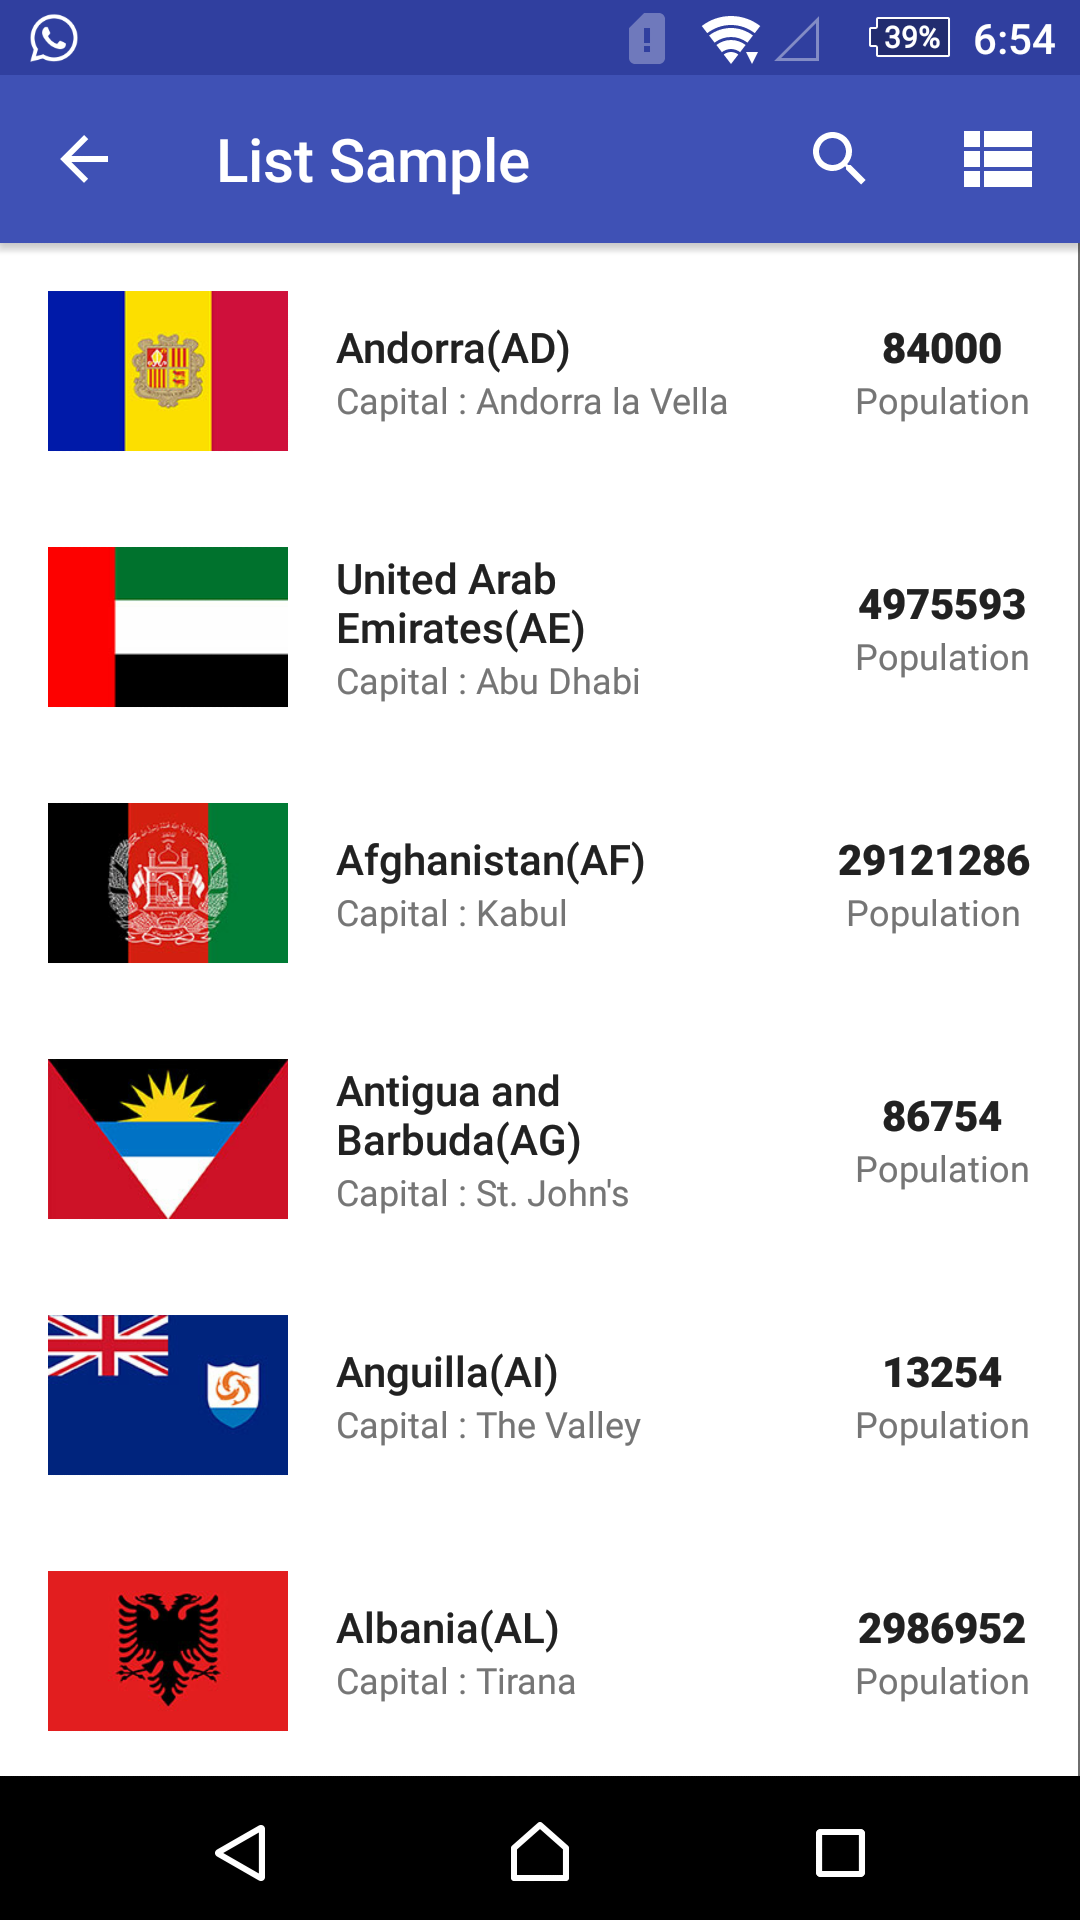 39% 6:54
List Sample
Andorra(AD)
Capital : Andorra la Vella
84000
Population
United Arab
Emirates(AE)
Capital : Abu Dhabi
4975593
Population
Afghanistan(AF)
Capital : Kabul
29121286
Population
Antigua and
Barbuda(AG)
Capital : St. John's
86754
Population
Anguilla(AI)
Capital : The Valley
13254
Population
Albania(AL)
Capital : Tirana
2986952
Population